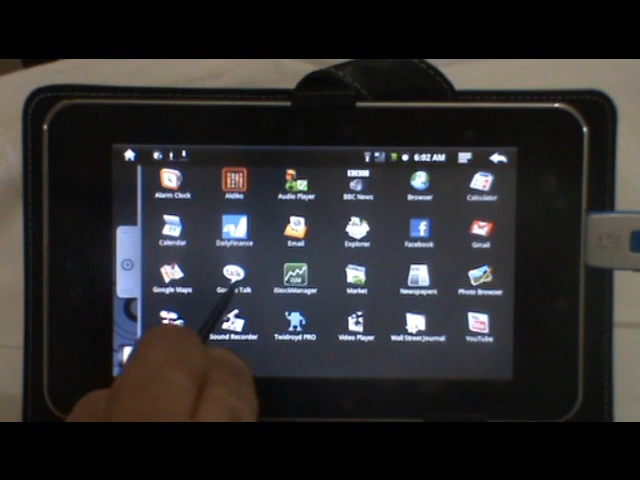 6:02 AM
Alarm Clock Aldiko Audio Player BBC News Browser Calculator
Calendar DailyFinance Email Explorer Facebook Gmail
Google Maps Talk iStockManager Market Newspapers Photo Browser
Sound Recorder Twidroyd PRO Video Player Wall Street Journal YouTube